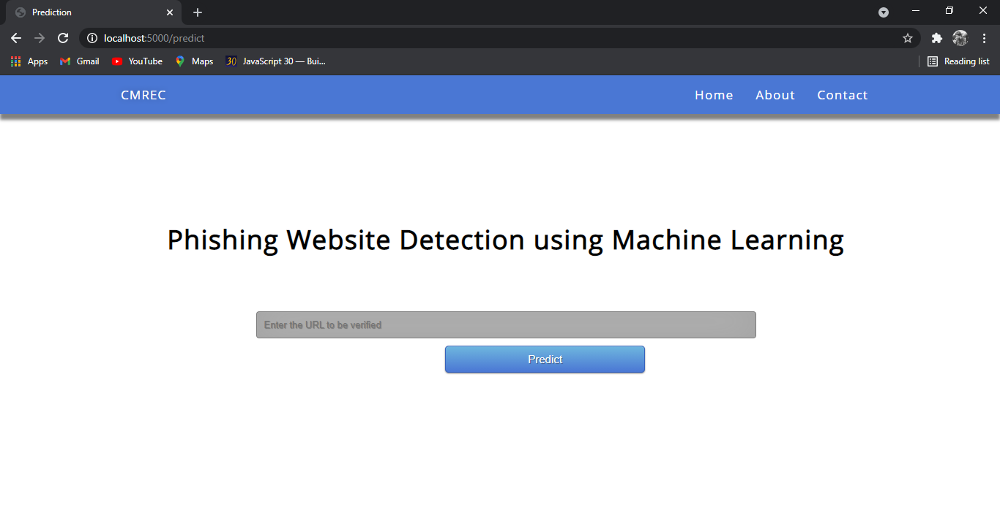 Prediction
localhost:5000/predict
Apps Gmail YouTube Maps 30 JavaScript 30 — Bui... Reading list
CMREC Home About Contact
Phishing Website Detection using Machine Learning
Enter the URL to be verified
Predict